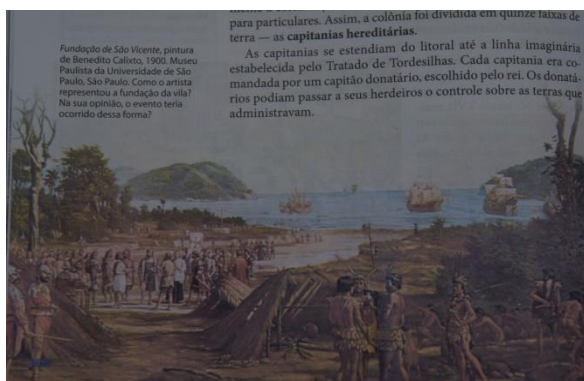 Fundação de São Vicente, pintura
de Benedito Calixto, 1900. Museu
Paulista da Universidade de São
Paulo, São Paulo. Como o artista
representou a fundação da vila?
Na sua opinião, o evento teria
ocorrido dessa forma?
para particulares. Assim, a colônia foi dividida em quinze faixas de
terra — as capitanias hereditárias.
As capitanias se estendiam do litoral até a linha imaginária
estabelecida pelo Tratado de Tordesilhas. Cada capitania era co-
mandada por um capitão donatário, escolhido pelo rei. Os donatá-
rios podiam passar a seus herdeiros o controle sobre as terras que
administravam.